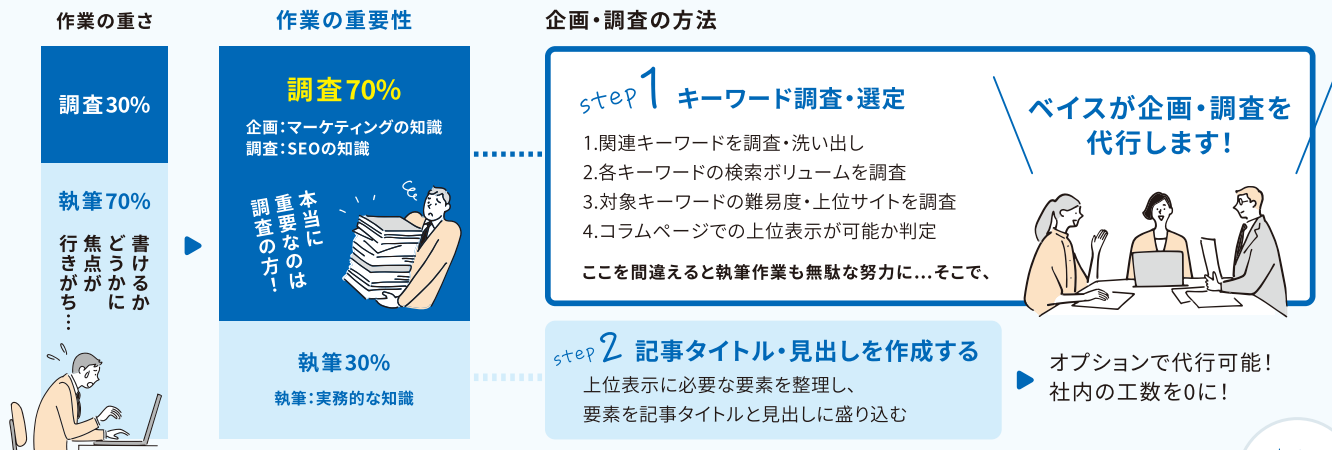 作業の重さ
調査30%
執筆70%
書けるか
どうかに
焦点が
行きがち…
作業の重要性
調査70%
企画：マーケティングの知識
調査：SEOの知識
本当に
重要なのは
調査の方！
執筆30%
執筆：実務的な知識
企画・調査の方法
step1 キーワード調査・選定
1.関連キーワードを調査・洗い出し
2.各キーワードの検索ボリュームを調査
3.対象キーワードの難易度・上位サイトを調査
4.コラムページでの上位表示が可能か判定
ここを間違えると執筆作業も無駄な努力に…そこで、
ベイスが企画・調査を
代行します！
step2 記事タイトル・見出しを作成する
上位表示に必要な要素を整理し、
要素を記事タイトルと見出しに盛り込む
オプションで代行可能！
社内の工数を0に！